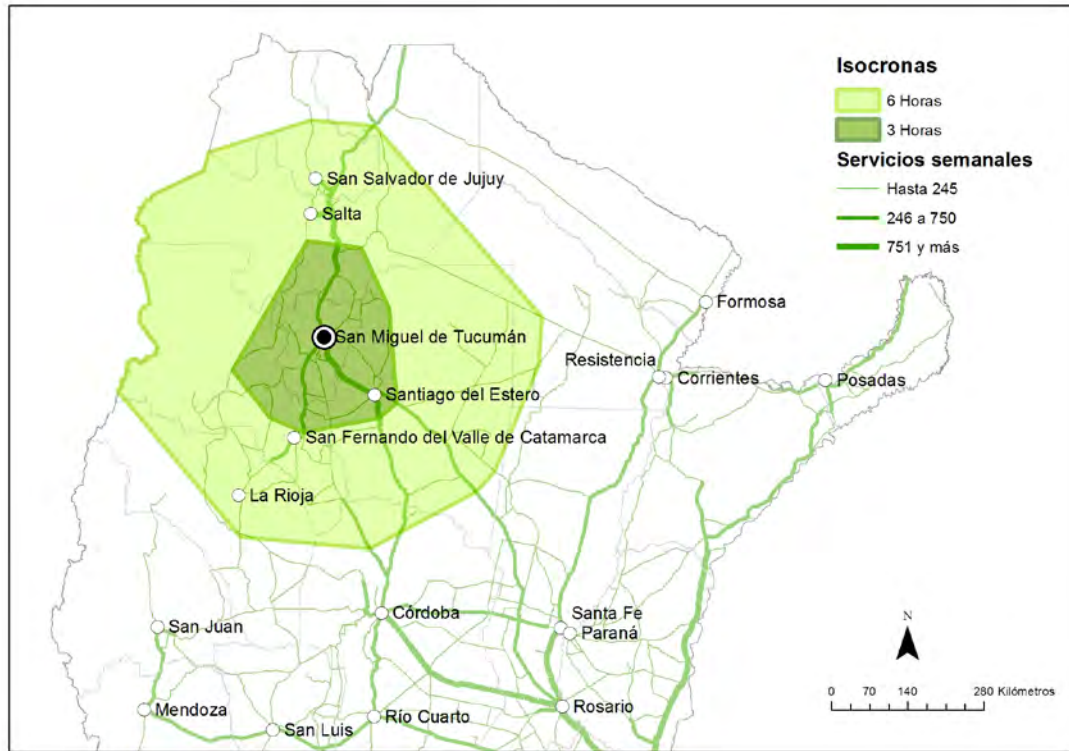 Isocronas
6 Horas
3 Horas
Servicios semanales
Hasta 245
246 a 750
751 y más
San Salvador de Jujuy
Salta
Formosa
San Miguel de Tucumán
Resistencia
Corrientes
Posadas
Santiago del Estero
San Fernando del Valle de Catamarca
La Rioja
Córdoba
Santa Fe
Paraná
San Juan
N
Mendoza
San Luis
Río Cuarto
Rosario
0 70 140 280 Kilómetros